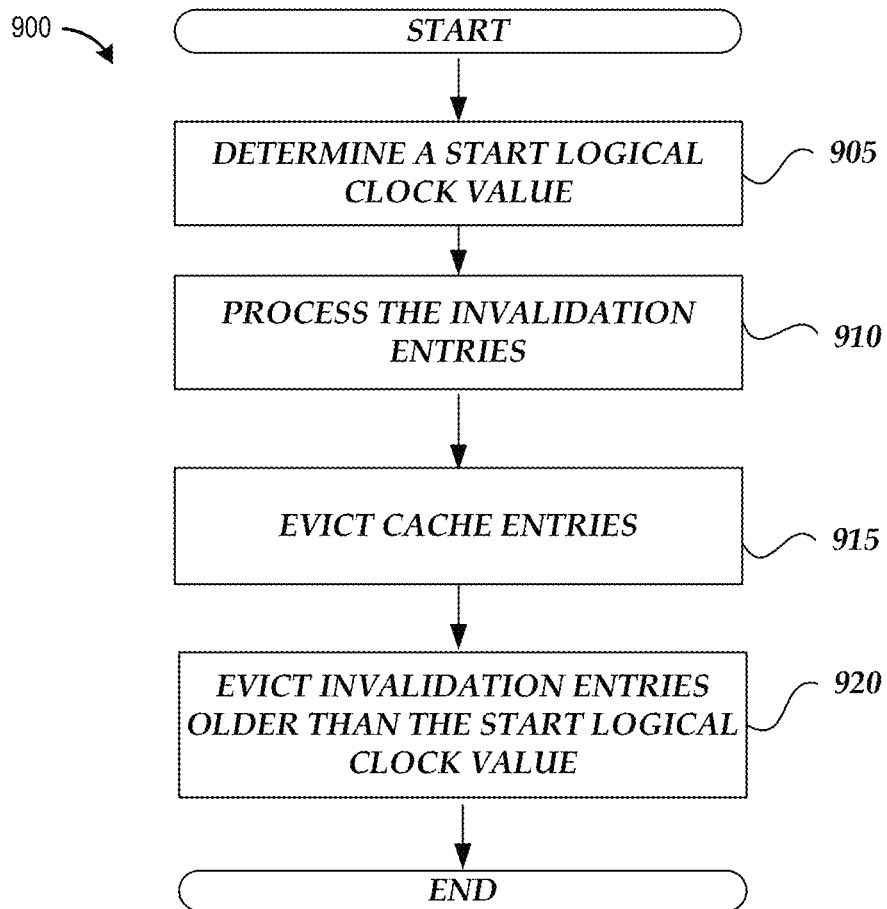 900
START
DETERMINE A START LOGICAL
CLOCK VALUE
905
PROCESS THE INVALIDATION
ENTRIES
910
EVICT CACHE ENTRIES
915
EVICT INVALIDATION ENTRIES
OLDER THAN THE START LOGICAL
CLOCK VALUE
920
END